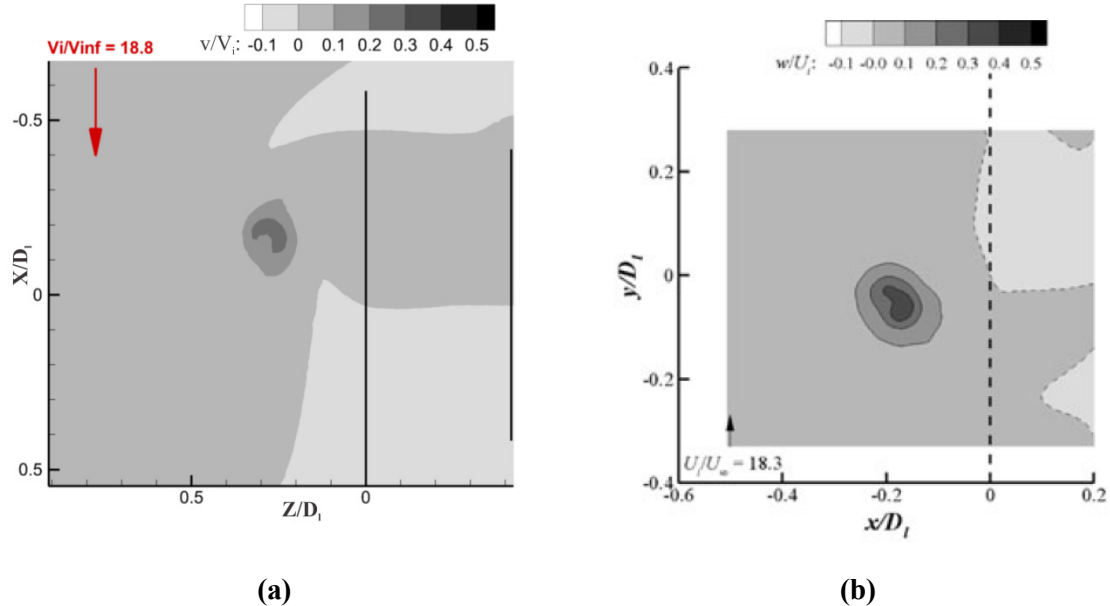 v/Vᵢ: -0.1 0 0.1 0.2 0.3 0.4 0.5
Vi/Vinf = 18.8
-0.5
0
0.5
X/Dₗ
0.5 0
Z/Dₗ
(a)
w/Uᵢ: -0.1 -0.0 0.1 0.2 0.3 0.4 0.5
0.4
0.2
0
-0.2
-0.4
y/Dₗ
Uᵢ/U∞ = 18.3
-0.6 -0.4 -0.2 0 0.2
x/Dₗ
(b)